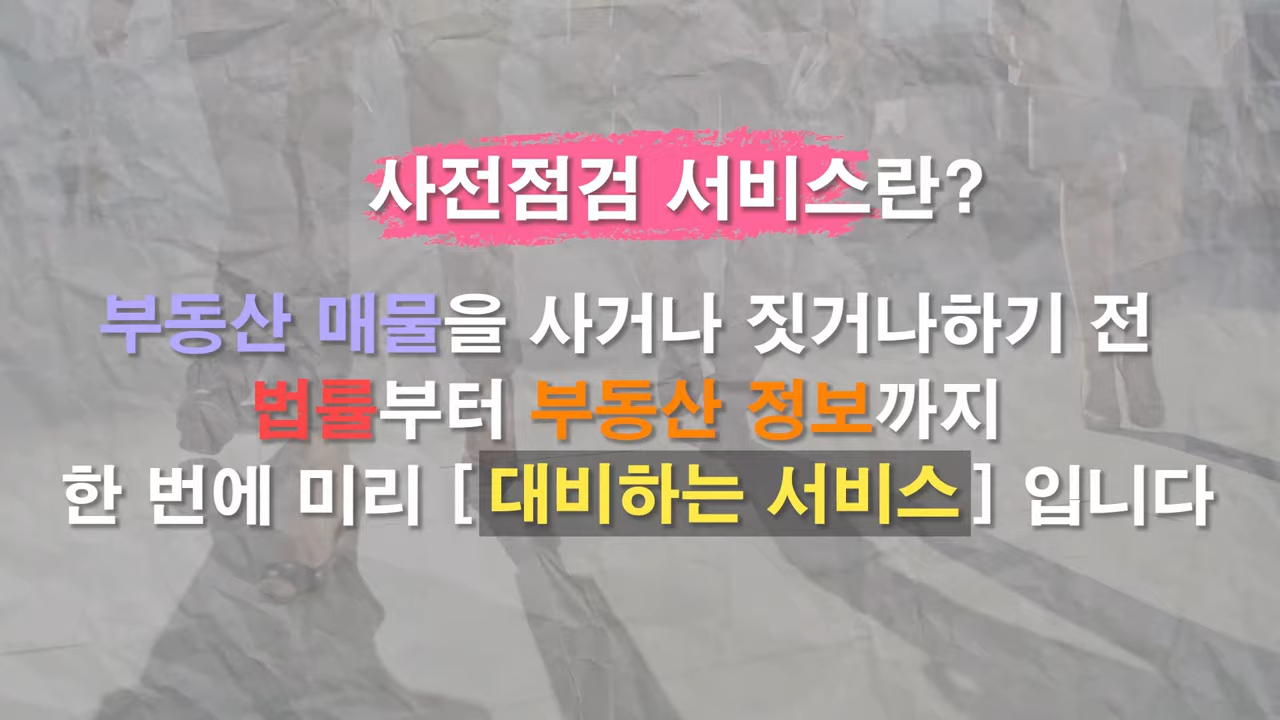 사전점검 서비스란?
부동산 매물을 사거나 짓거나하기 전
법률부터 부동산 정보까지
한 번에 미리 [대비하는 서비스] 입니다